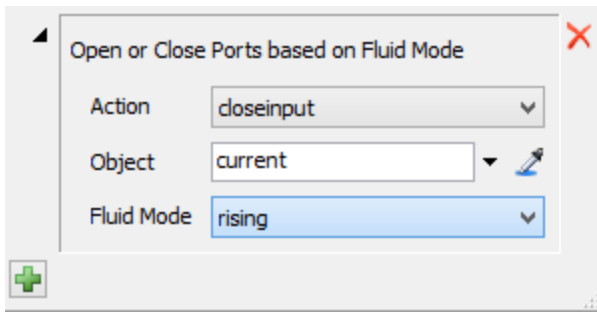 Open or Close Ports based on Fluid Mode
Action closeinput
Object current
Fluid Mode rising